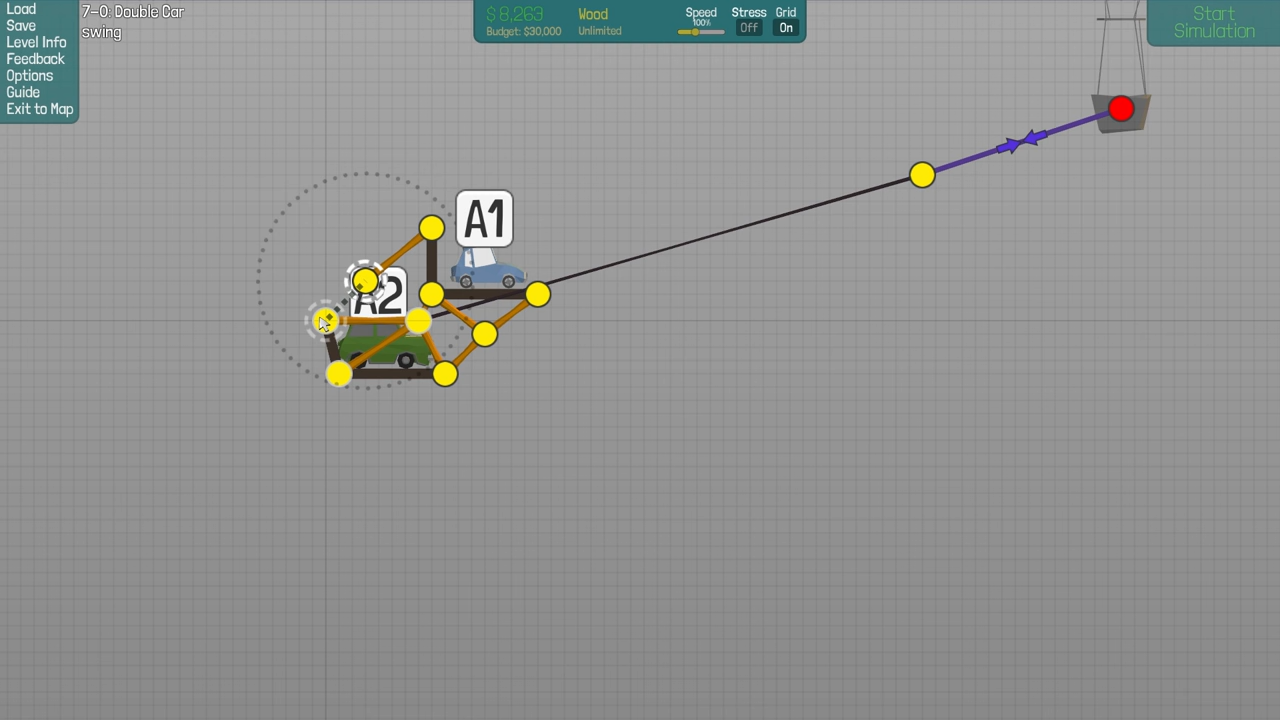 Load
Save
Level Info
Feedback
Options
Guide
Exit to Map
7-0: Double Car
swing
$ 8,263
Budget: $30,000
Wood
Unlimited
Speed
100%
Stress
Off
Grid
On
Start
Simulation
A1
A2